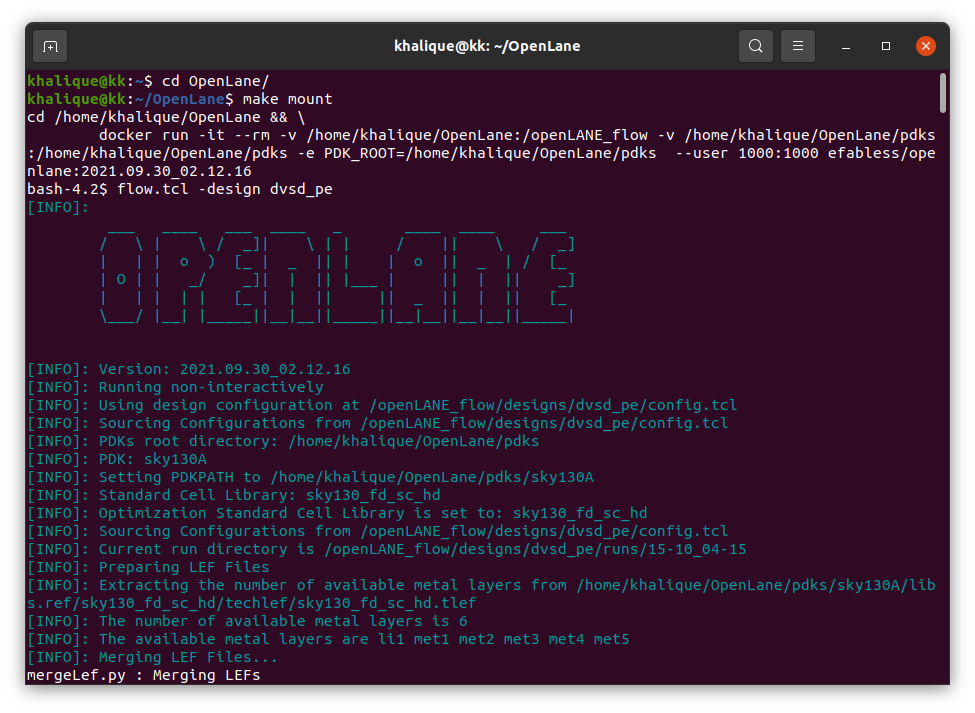 khalique@kk: ~/OpenLane
khalique@kk:~$ cd OpenLane/
khalique@kk:~/OpenLane$ make mount
cd /home/khalique/OpenLane && \
        docker run -it --rm -v /home/khalique/OpenLane:/openLANE_flow -v /home/khalique/OpenLane/pdks
:/home/khalique/OpenLane/pdks -e PDK_ROOT=/home/khalique/OpenLane/pdks  --user 1000:1000 efabless/ope
nlane:2021.09.30_02.12.16
bash-4.2$ flow.tcl -design dvsd_pe
[INFO]:
OPENLANE
[INFO]: Version: 2021.09.30_02.12.16
[INFO]: Running non-interactively
[INFO]: Using design configuration at /openLANE_flow/designs/dvsd_pe/config.tcl
[INFO]: Sourcing Configurations from /openLANE_flow/designs/dvsd_pe/config.tcl
[INFO]: PDKs root directory: /home/khalique/OpenLane/pdks
[INFO]: PDK: sky130A
[INFO]: Setting PDKPATH to /home/khalique/OpenLane/pdks/sky130A
[INFO]: Standard Cell Library: sky130_fd_sc_hd
[INFO]: Optimization Standard Cell Library is set to: sky130_fd_sc_hd
[INFO]: Sourcing Configurations from /openLANE_flow/designs/dvsd_pe/config.tcl
[INFO]: Current run directory is /openLANE_flow/designs/dvsd_pe/runs/15-10_04-15
[INFO]: Preparing LEF Files
[INFO]: Extracting the number of available metal layers from /home/khalique/OpenLane/pdks/sky130A/lib
s.ref/sky130_fd_sc_hd/techlef/sky130_fd_sc_hd.tlef
[INFO]: The number of available metal layers is 6
[INFO]: The available metal layers are li1 met1 met2 met3 met4 met5
[INFO]: Merging LEF Files...
mergeLef.py : Merging LEFs